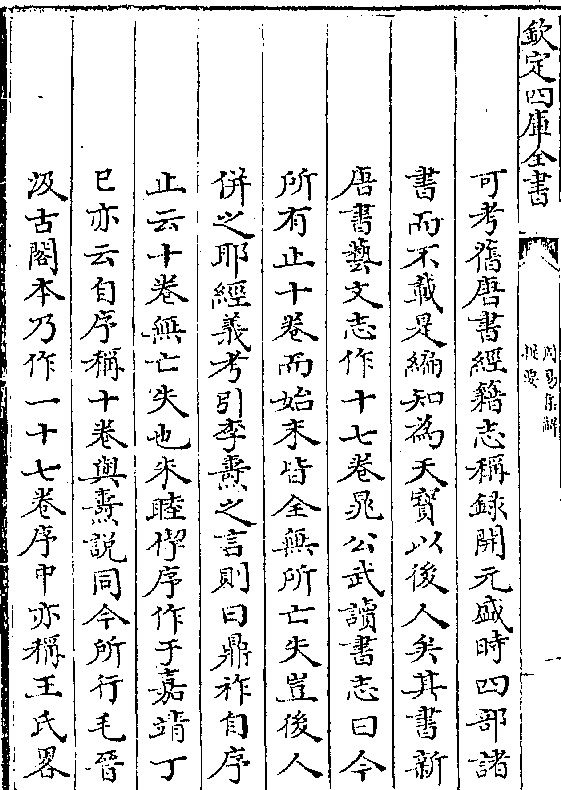 欽定四庫全書
周易集解
提要
可考舊唐書經籍志稱錄開元盛時四部諸
書而不載是編知為天寶以後人矣其書新
唐書藝文志作十七卷晁公武讀書志曰今
所有止十卷而始末皆全無所亡失豈後人
併之耶經義考引李燾之言則曰鼎祚自序
止云十卷無亡失也朱睦㮮序作于嘉靖丁
巳亦云自序稱十卷與燾説同今所行毛晉
汲古閣本乃作一十七卷序中亦稱王氏畧